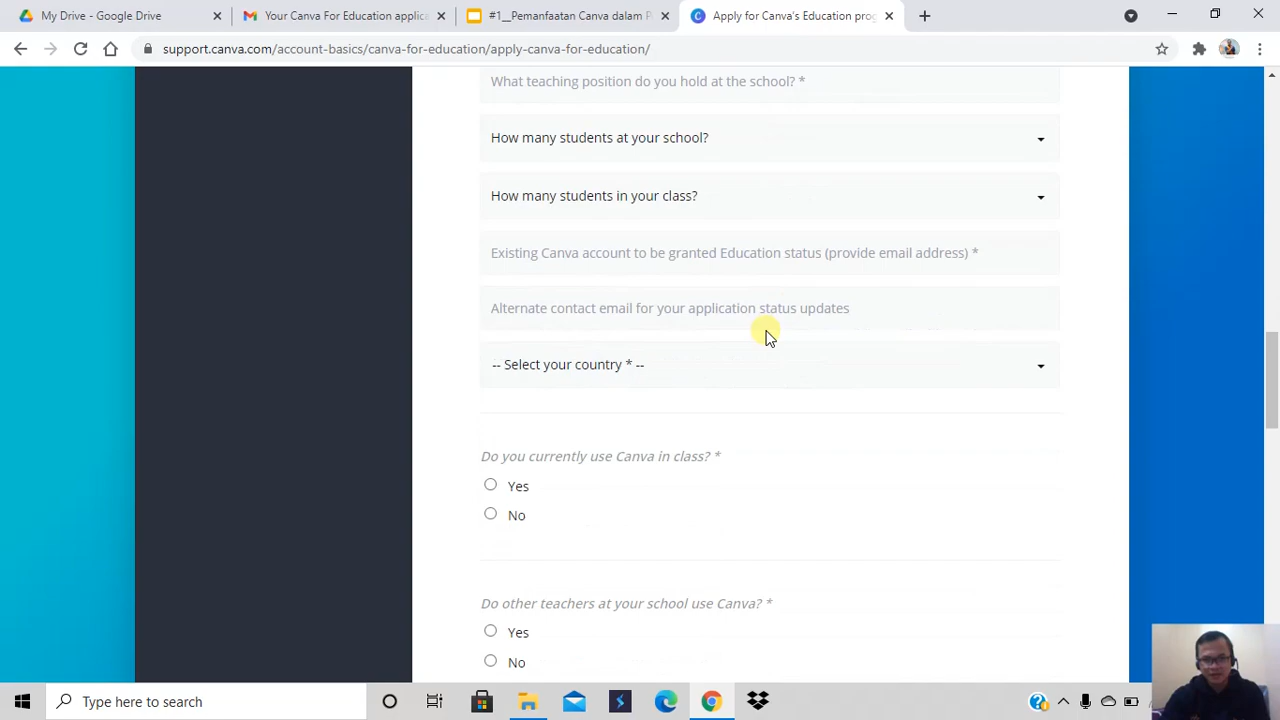 My Drive - Google Drive
Your Canva For Education applic
#1__Pemanfaatan Canva dalam P
Apply for Canva's Education prog
support.canva.com/account-basics/canva-for-education/apply-canva-for-education/
What teaching position do you hold at the school? *
How many students at your school?
How many students in your class?
Existing Canva account to be granted Education status (provide email address) *
Alternate contact email for your application status updates
-- Select your country * --
Do you currently use Canva in class? *
Yes
No
Do other teachers at your school use Canva? *
Yes
No
Type here to search